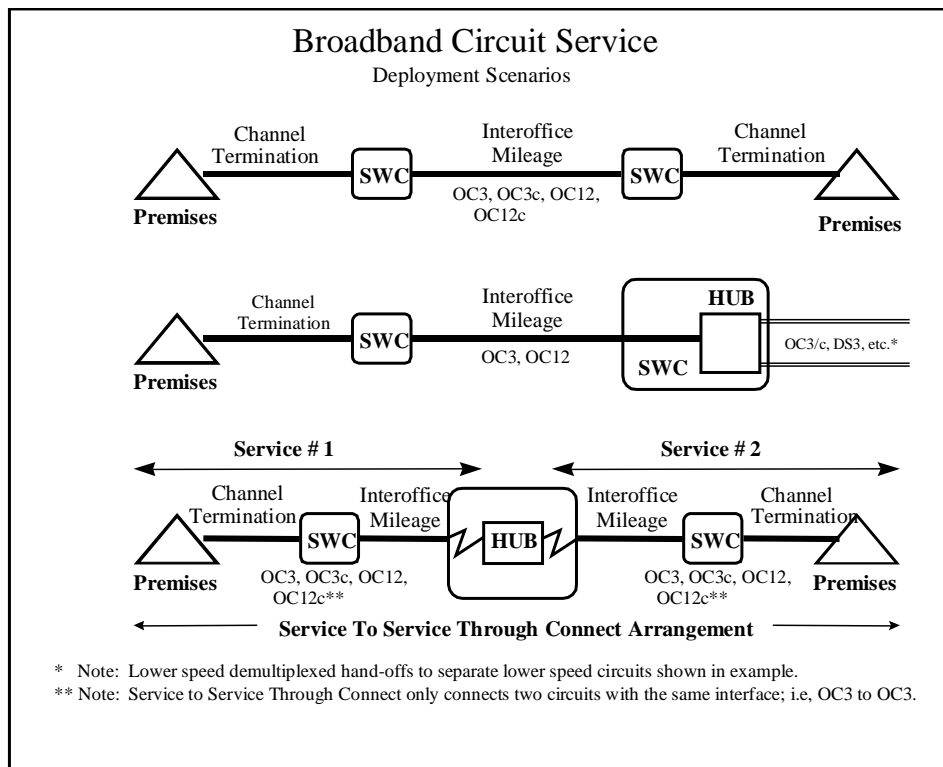 Broadband Circuit Service
Deployment Scenarios
Channel
Termination
Interoffice
Mileage
Channel
Termination
SWC
SWC
Premises
OC3, OC3c, OC12,
OC12c
Premises
Channel
Termination
Interoffice
Mileage
HUB
SWC
OC3, OC12
SWC
OC3/c, DS3, etc.*
Premises
Service # 1
Service # 2
Channel
Termination
Interoffice
Mileage
Interoffice
Mileage
Channel
Termination
SWC
HUB
SWC
Premises
OC3, OC3c, OC12,
OC12c**
OC3, OC3c, OC12,
OC12c**
Premises
Service To Service Through Connect Arrangement
* Note: Lower speed demultiplexed hand-offs to separate lower speed circuits shown in example.
** Note: Service to Service Through Connect only connects two circuits with the same interface; i.e, OC3 to OC3.